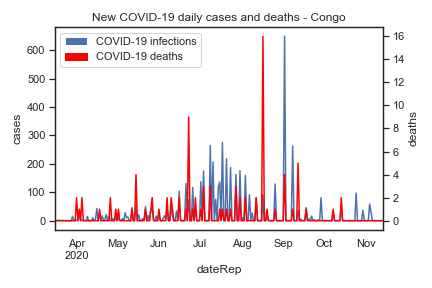 New COVID-19 daily cases and deaths - Congo
COVID-19 infections
COVID-19 deaths
cases
600
500
400
300
200
100
0
deaths
16
14
12
10
8
6
4
2
0
Apr May Jun Jul Aug Sep Oct Nov
2020
dateRep